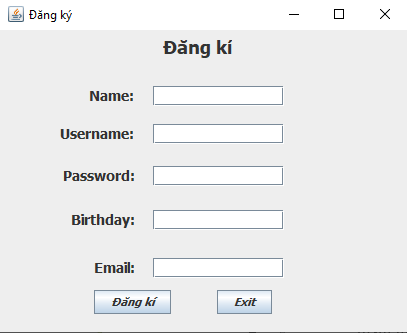 Đăng ký
Đăng kí
Name:
Username:
Password:
Birthday:
Email:
Đăng kí Exit